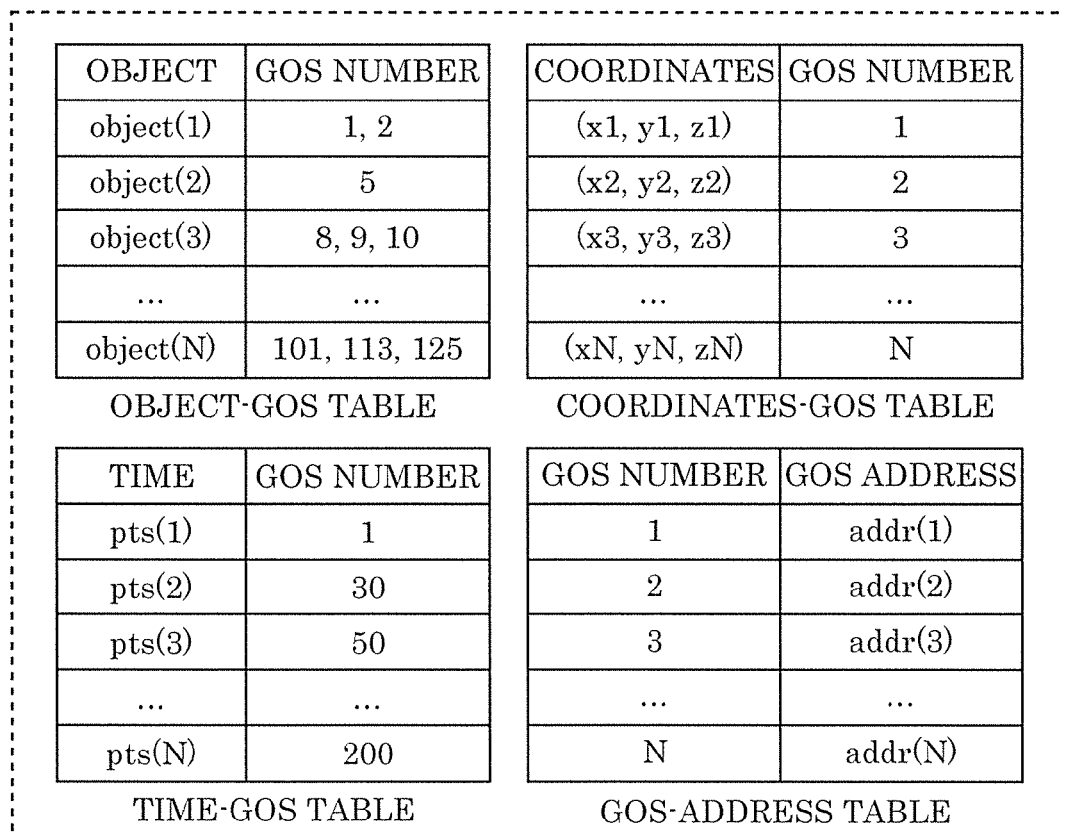 OBJECT GOS NUMBER
object(1) 1, 2
object(2) 5
object(3) 8, 9, 10
... ...
object(N) 101, 113, 125
OBJECT-GOS TABLE
COORDINATES GOS NUMBER
(x1, y1, z1) 1
(x2, y2, z2) 2
(x3, y3, z3) 3
... ...
(xN, yN, zN) N
COORDINATES-GOS TABLE
TIME GOS NUMBER
pts(1) 1
pts(2) 30
pts(3) 50
... ...
pts(N) 200
TIME-GOS TABLE
GOS NUMBER GOS ADDRESS
1 addr(1)
2 addr(2)
3 addr(3)
... ...
N addr(N)
GOS-ADDRESS TABLE